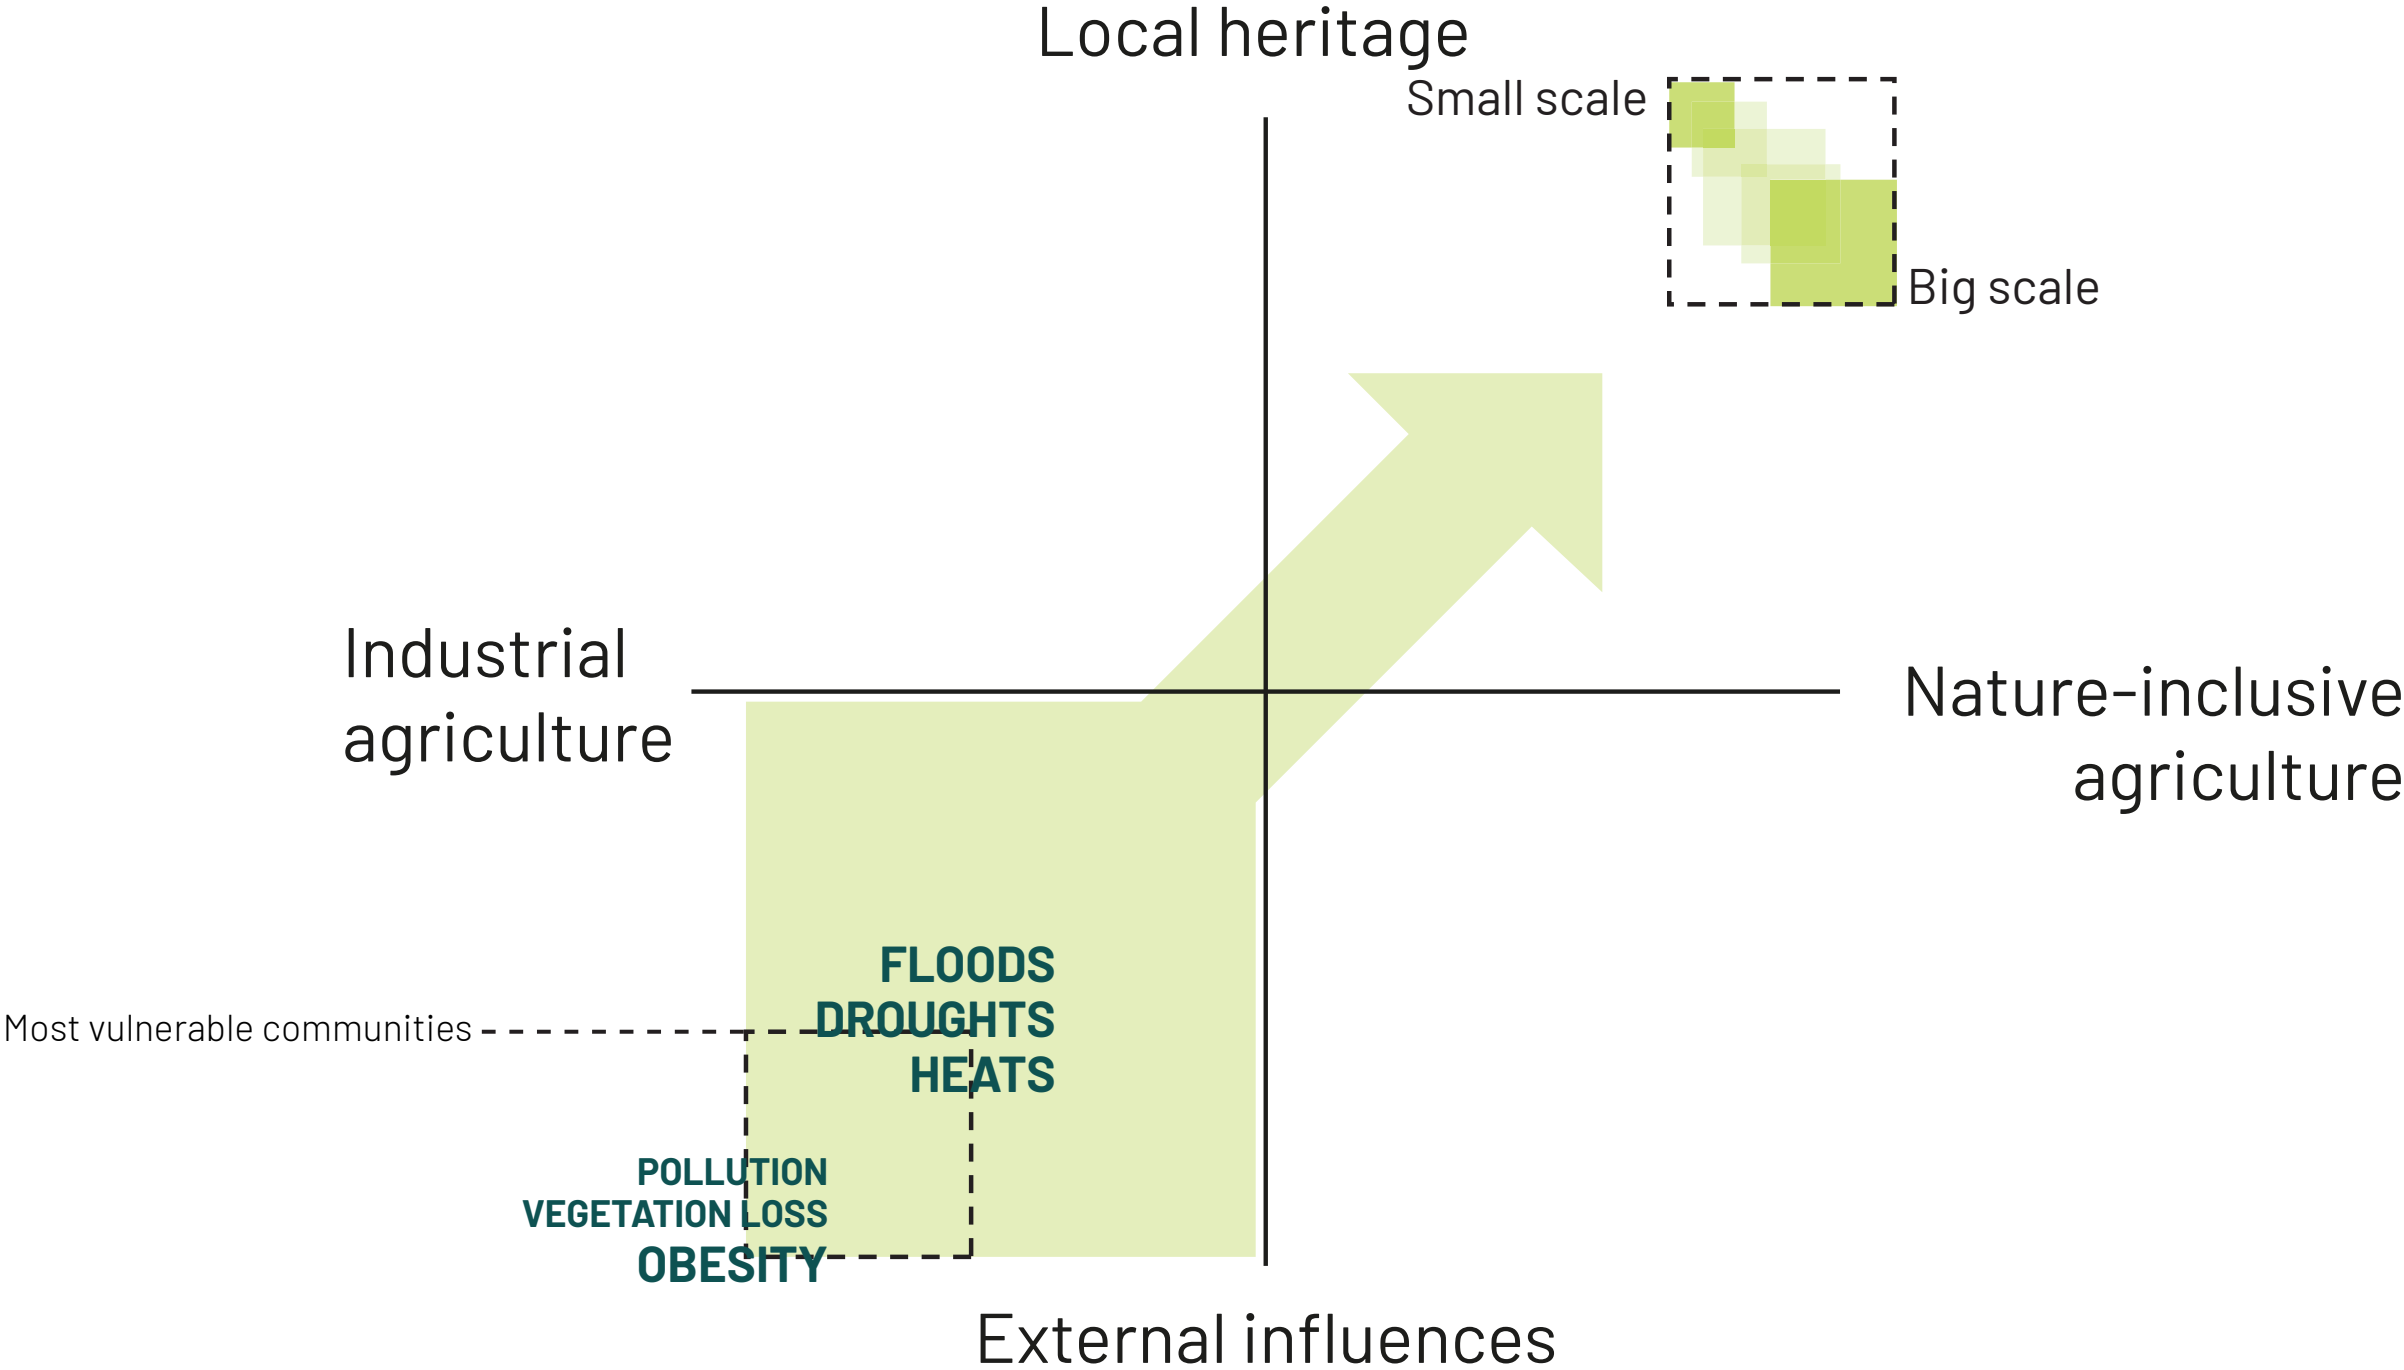 Local heritage
Small scale
Big scale
Industrial
agriculture
Nature-inclusive
agriculture
FLOODS
DROUGHTS
HEATS
Most vulnerable communities
POLLUTION
VEGETATION LOSS
OBESITY
External influences